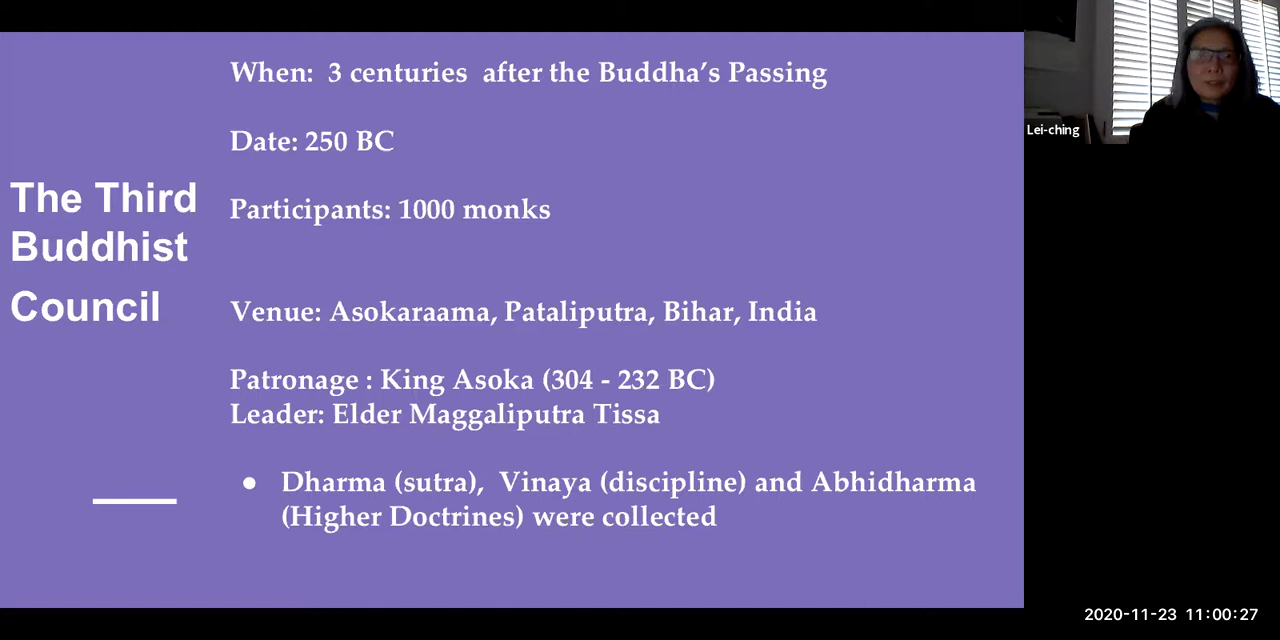 The Third
Buddhist
Council
When: 3 centuries after the Buddha's Passing
Date: 250 BC
Participants: 1000 monks
Venue: Asokaraama, Pataliputra, Bihar, India
Patronage : King Asoka (304 - 232 BC)
Leader: Elder Maggaliputra Tissa
● Dharma (sutra), Vinaya (discipline) and Abhidharma
(Higher Doctrines) were collected
Lei-ching
2020-11-23 11:00:27